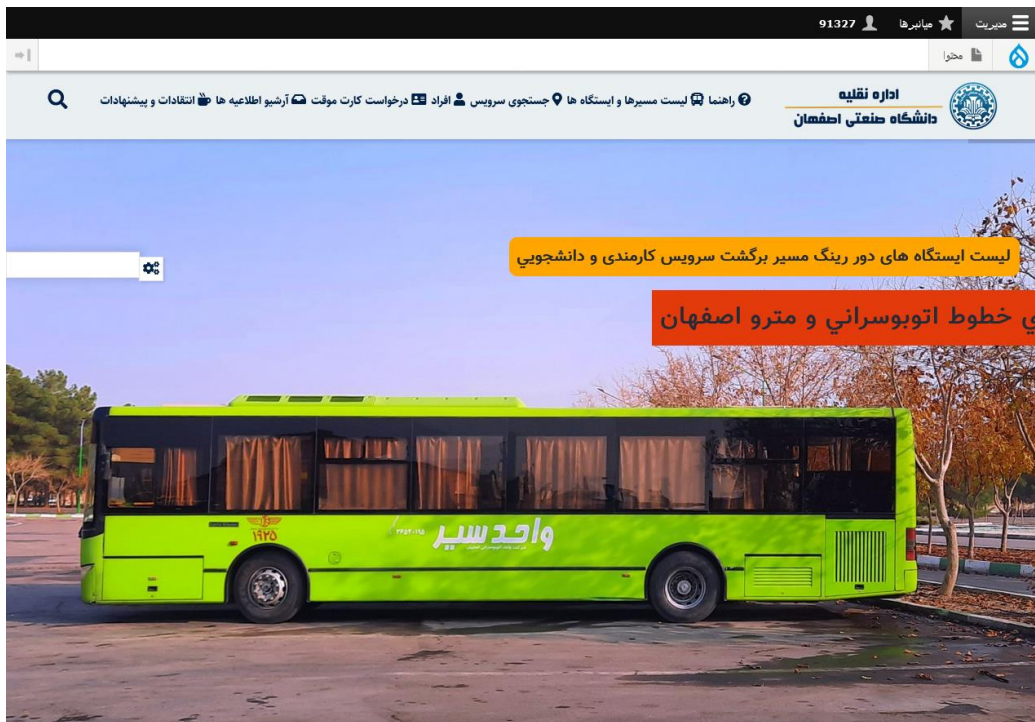 مدیریت میانبرها 91327
محتوا
اداره نقلیه
دانشگاه صنعتی اصفهان
راهنما لیست مسیرها و ایستگاه ها جستجوی سرویس افراد درخواست کارت موقت آرشیو اطلاعیه ها انتقادات و پیشنهادات
لیست ایستگاه های دور رینگ مسیر برگشت سرویس کارمندی و دانشجويي
ي خطوط اتوبوسراني و مترو اصفهان
واحد سیر
۱۹۲۵